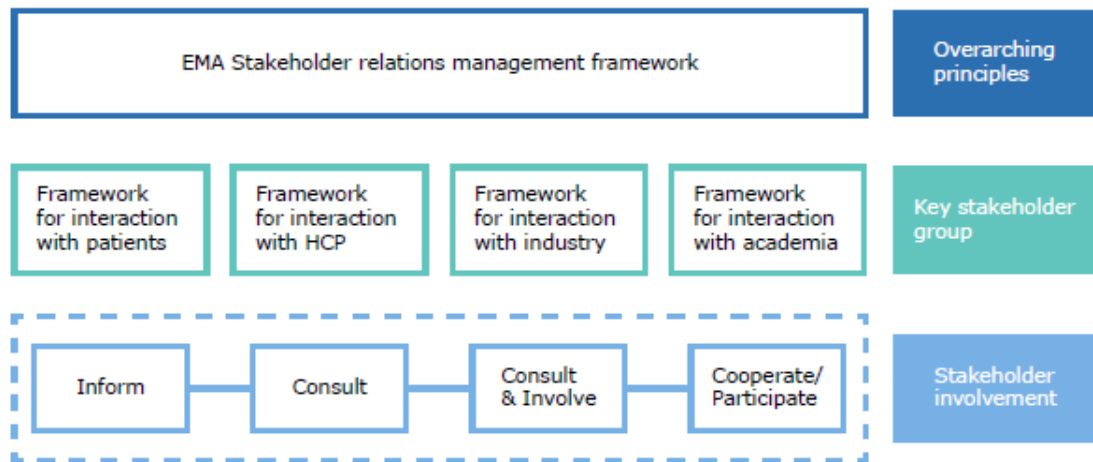 EMA Stakeholder relations management framework
Overarching
principles
Framework
for interaction
with patients
Framework
for interaction
with HCP
Framework
for interaction
with industry
Framework
for interaction
with academia
Key stakeholder
group
Inform
Consult
Consult
& Involve
Cooperate/
Participate
Stakeholder
involvement